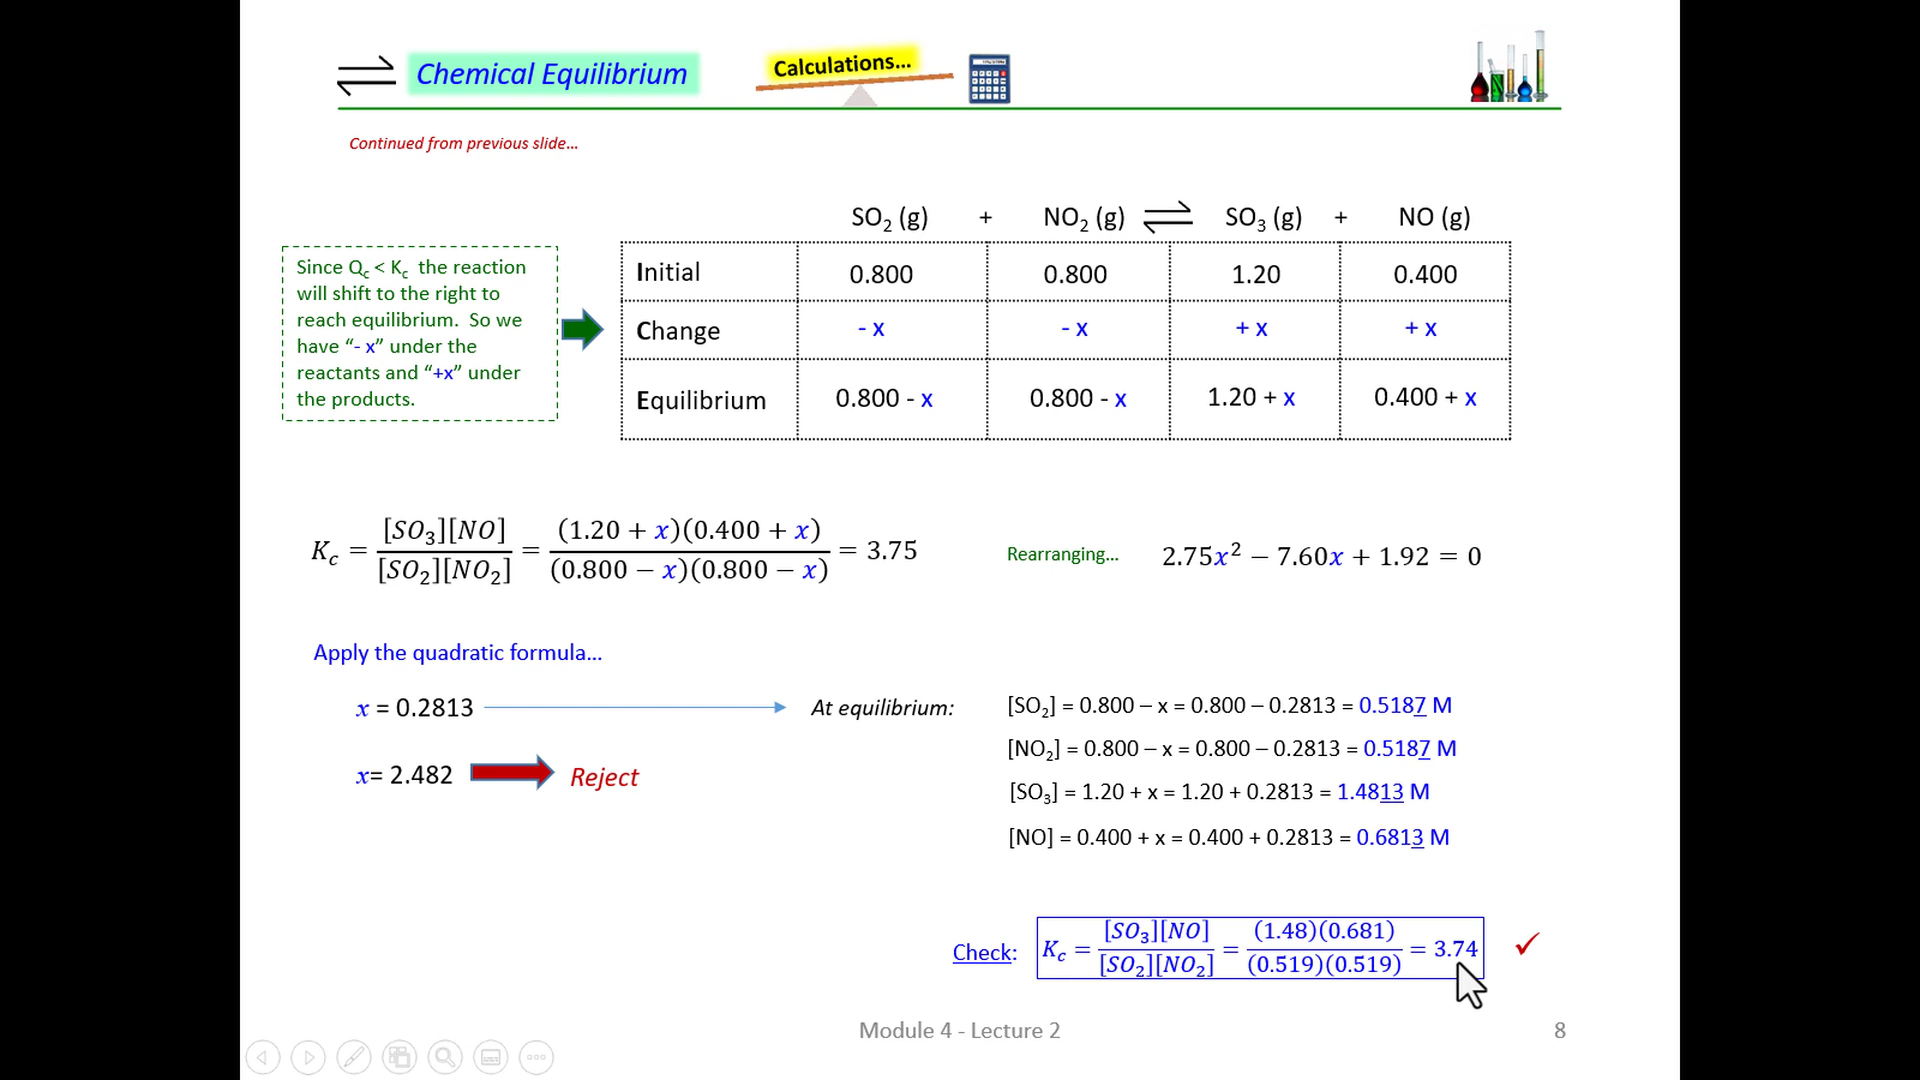 Chemical Equilibrium
Calculations...
Continued from previous slide...
SO₂ (g) + NO₂ (g) ⇌ SO₃ (g) + NO (g)
Since Q꜀ < K꜀ the reaction
will shift to the right to
reach equilibrium. So we
have “- x” under the
reactants and “+x” under
the products.
Initial 0.800 0.800 1.20 0.400
Change - x - x + x + x
Equilibrium 0.800 - x 0.800 - x 1.20 + x 0.400 + x
K꜀ = [SO₃][NO] / [SO₂][NO₂] = (1.20 + x)(0.400 + x) / (0.800 − x)(0.800 − x) = 3.75
Rearranging... 2.75x² − 7.60x + 1.92 = 0
Apply the quadratic formula...
x = 0.2813
At equilibrium:
x= 2.482
Reject
[SO₂] = 0.800 – x = 0.800 – 0.2813 = 0.5187 M
[NO₂] = 0.800 – x = 0.800 – 0.2813 = 0.5187 M
[SO₃] = 1.20 + x = 1.20 + 0.2813 = 1.4813 M
[NO] = 0.400 + x = 0.400 + 0.2813 = 0.6813 M
Check: K꜀ = [SO₃][NO] / [SO₂][NO₂] = (1.48)(0.681) / (0.519)(0.519) = 3.74 ✓
Module 4 - Lecture 2
8